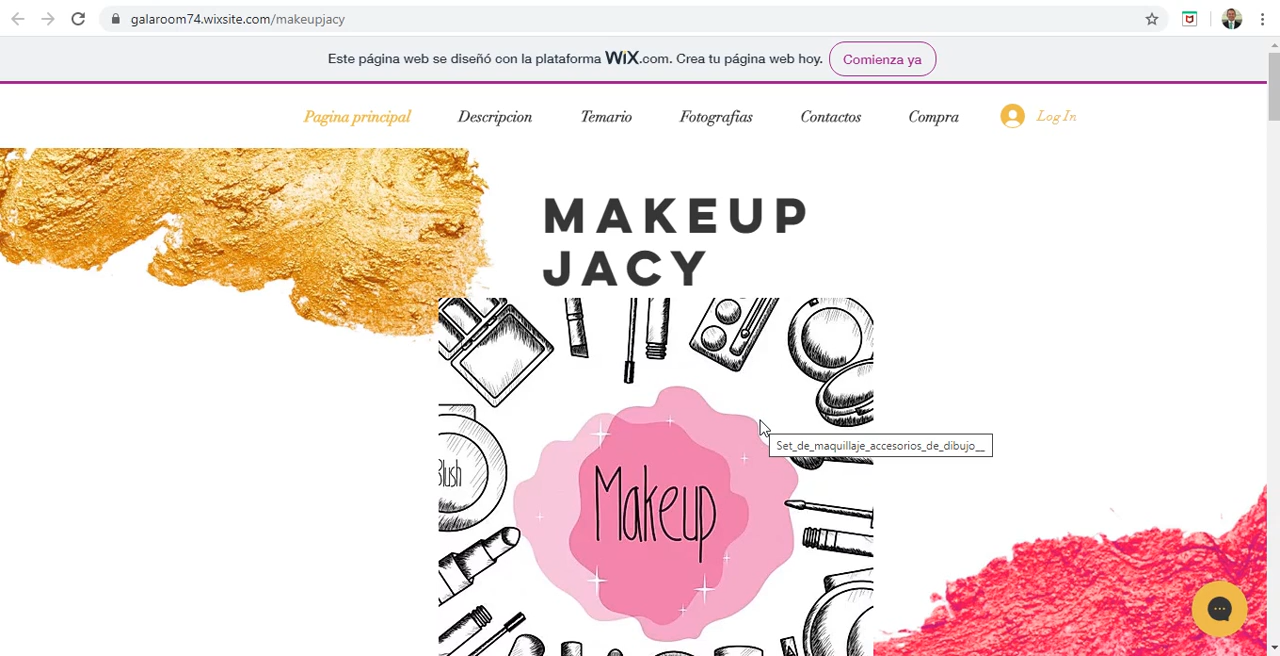 galaroom74.wixsite.com/makeupjacy
Este página web se diseñó con la plataforma WiX.com. Crea tu página web hoy. Comienza ya
Pagina principal Descripcion Temario Fotografias Contactos Compra Log In
MAKEUP
JACY
Set_de_maquillaje_accesorios_de_dibujo__
Blush
Makeup